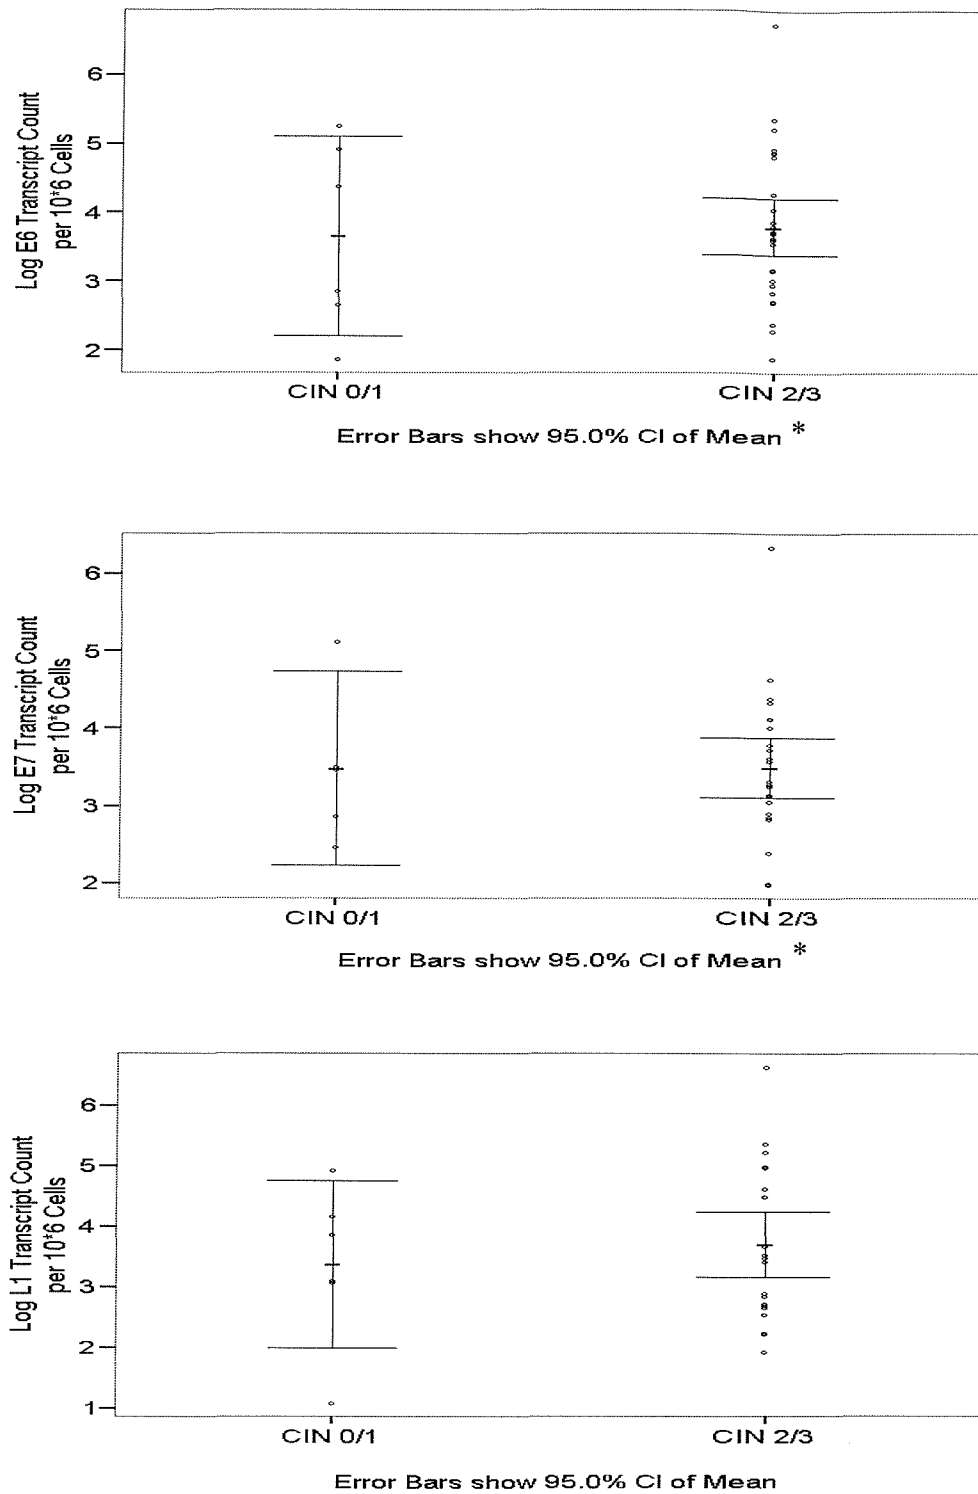 Log E6 Transcript Count
per 10*6 Cells
6
5
4
3
2
CIN 0/1
CIN 2/3
Error Bars show 95.0% CI of Mean *
Log E7 Transcript Count
per 10*6 Cells
6
5
4
3
2
CIN 0/1
CIN 2/3
Error Bars show 95.0% CI of Mean *
Log L1 Transcript Count
per 10*6 Cells
6
5
4
3
2
1
CIN 0/1
CIN 2/3
Error Bars show 95.0% CI of Mean